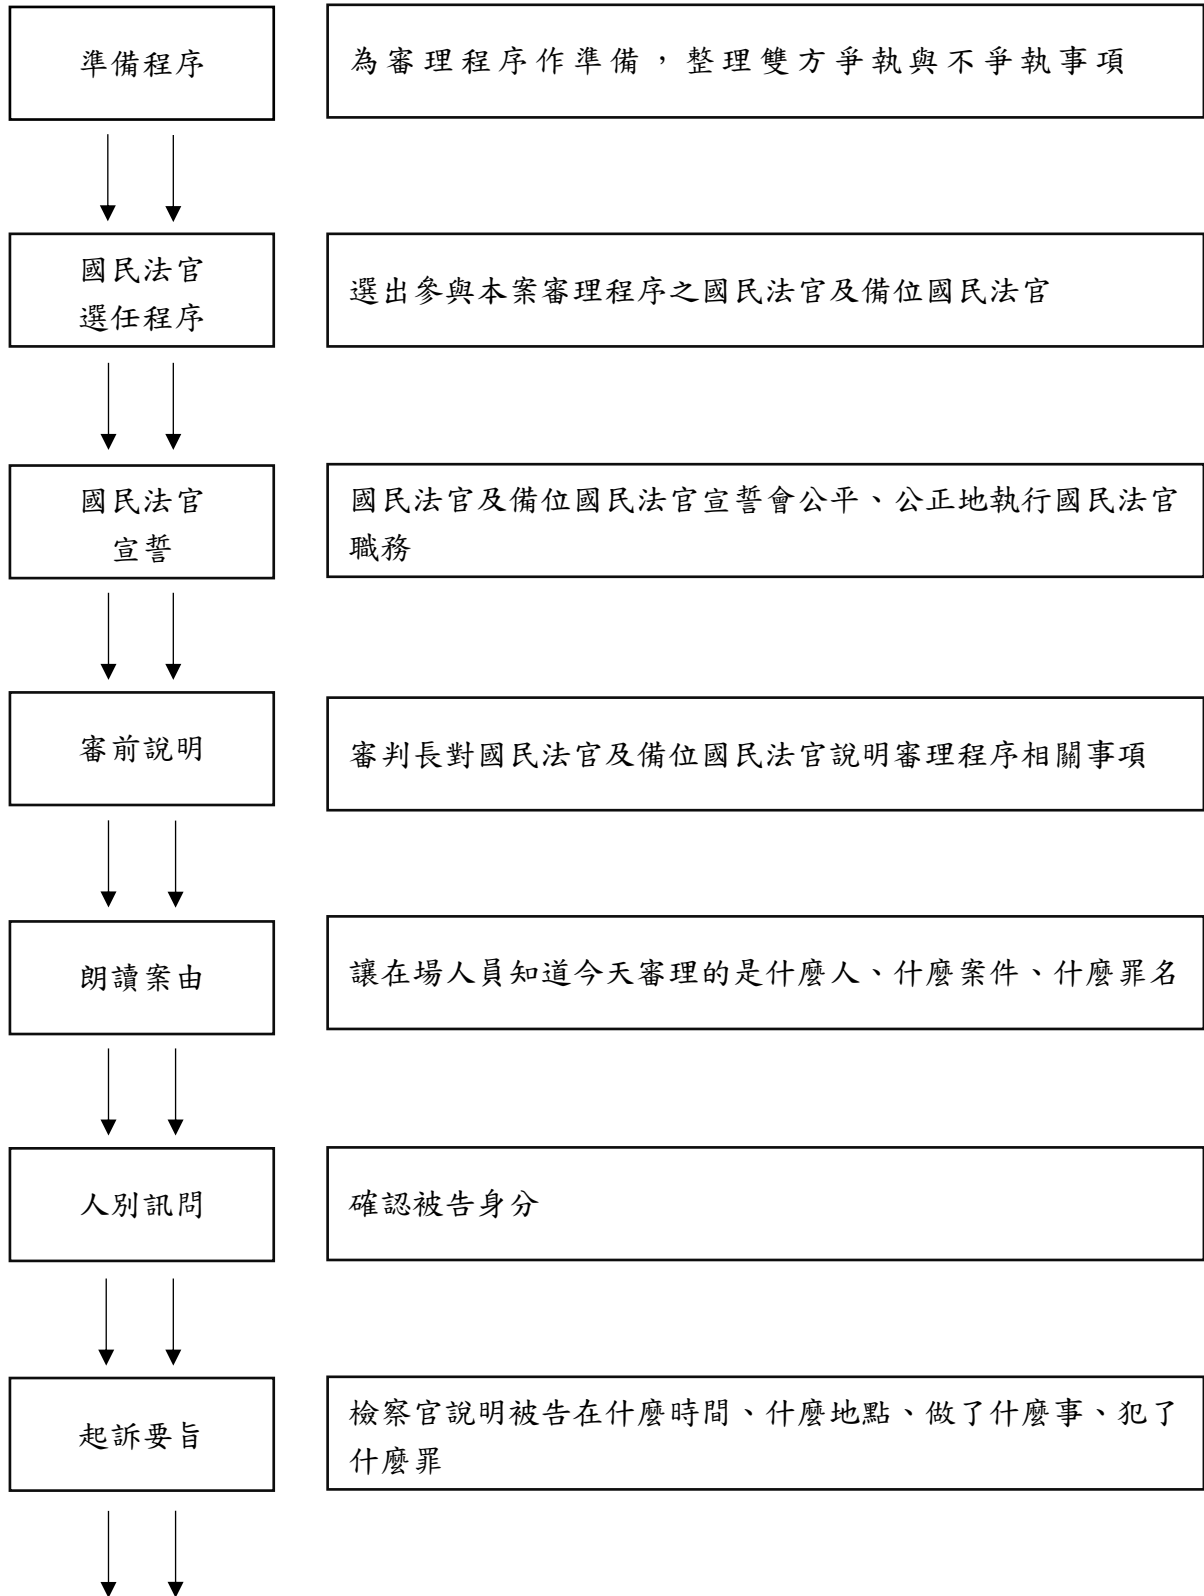 準備程序
為審理程序作準備，整理雙方爭執與不爭執事項
國民法官
選任程序
選出參與本案審理程序之國民法官及備位國民法官
國民法官
宣誓
國民法官及備位國民法官宣誓會公平、公正地執行國民法官
職務
審前說明
審判長對國民法官及備位國民法官說明審理程序相關事項
朗讀案由
讓在場人員知道今天審理的是什麼人、什麼案件、什麼罪名
人別訊問
確認被告身分
起訴要旨
檢察官說明被告在什麼時間、什麼地點、做了什麼事、犯了
什麼罪